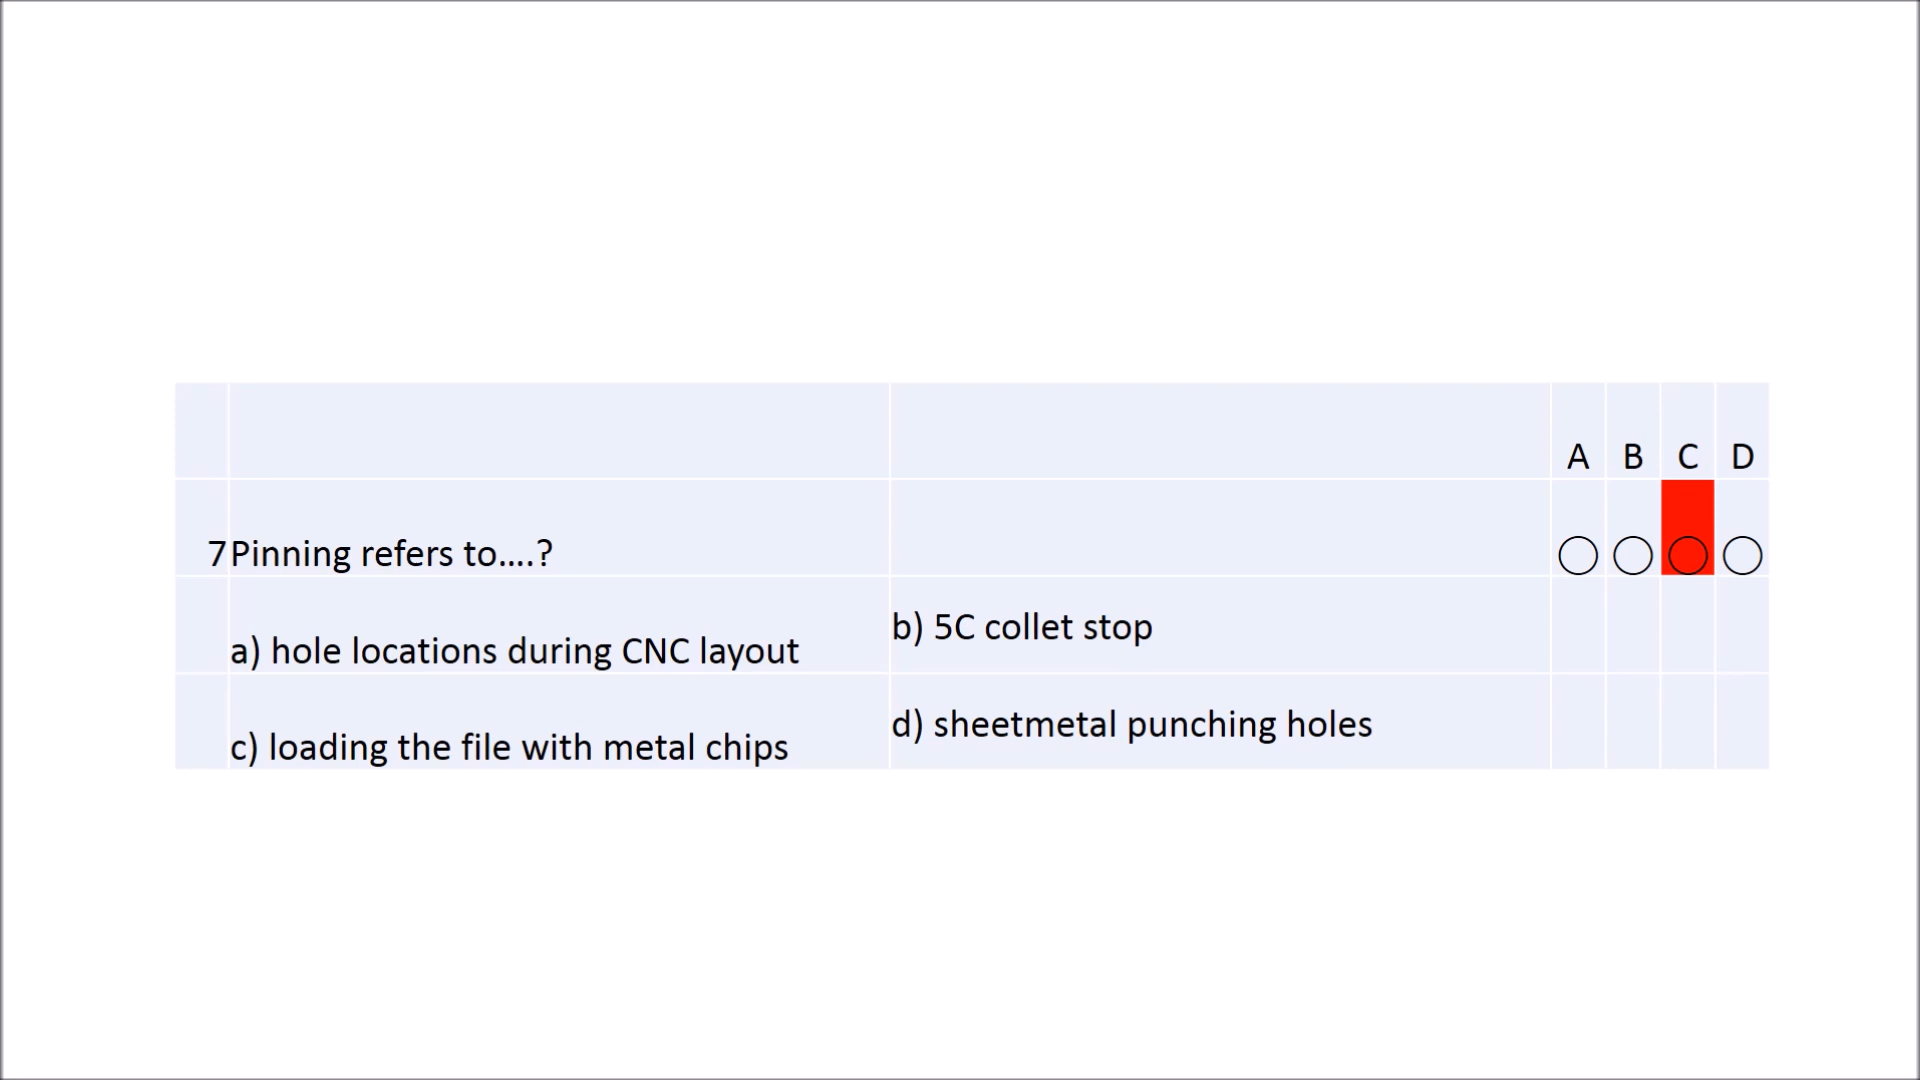 A B C D
7 Pinning refers to....?
a) hole locations during CNC layout
b) 5C collet stop
c) loading the file with metal chips
d) sheetmetal punching holes